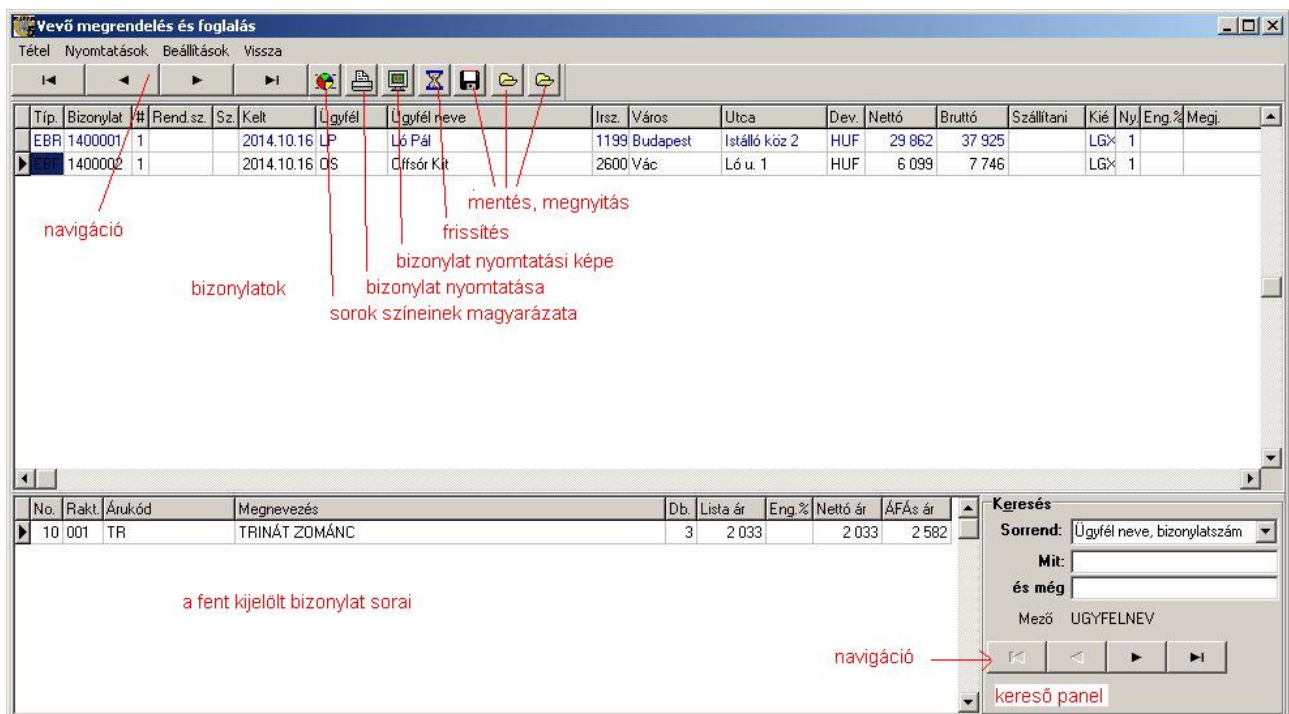 Vevő megrendelés és foglalás
Tétel Nyomtatások Beállítások Vissza
Típ. Bizonylat # Rend.sz. Sz. Kelt Ügyfél Ügyfél neve Irsz. Város Utca Dev. Nettó Bruttó Szállítani Kié Ny. Eng.% Megj.
EBR 1400001 1 2014.10.16 LP Ló Pál 1199 Budapest Istálló köz 2 HUF 29 862 37 925 LGX 1
EBR 1400002 1 2014.10.16 OS Offsór Kit 2600 Vác Ló u. 1 HUF 6 099 7 746 LGX 1
mentés, megnyitás
navigáció
frissítés
bizonylat nyomtatási képe
bizonylatok
bizonylat nyomtatása
sorok színeinek magyarázata
No. Rakt. Árukód Megnevezés Db. Lista ár Eng.% Nettó ár ÁFÁs ár
10 001 TR TRINÁT ZOMÁNC 3 2 033 2 033 2 582
a fent kijelölt bizonylat sorai
Keresés
Sorrend: Ügyfél neve, bizonylatszám
Mit:
és még
Mező UGYFELNEV
navigáció
kereső panel